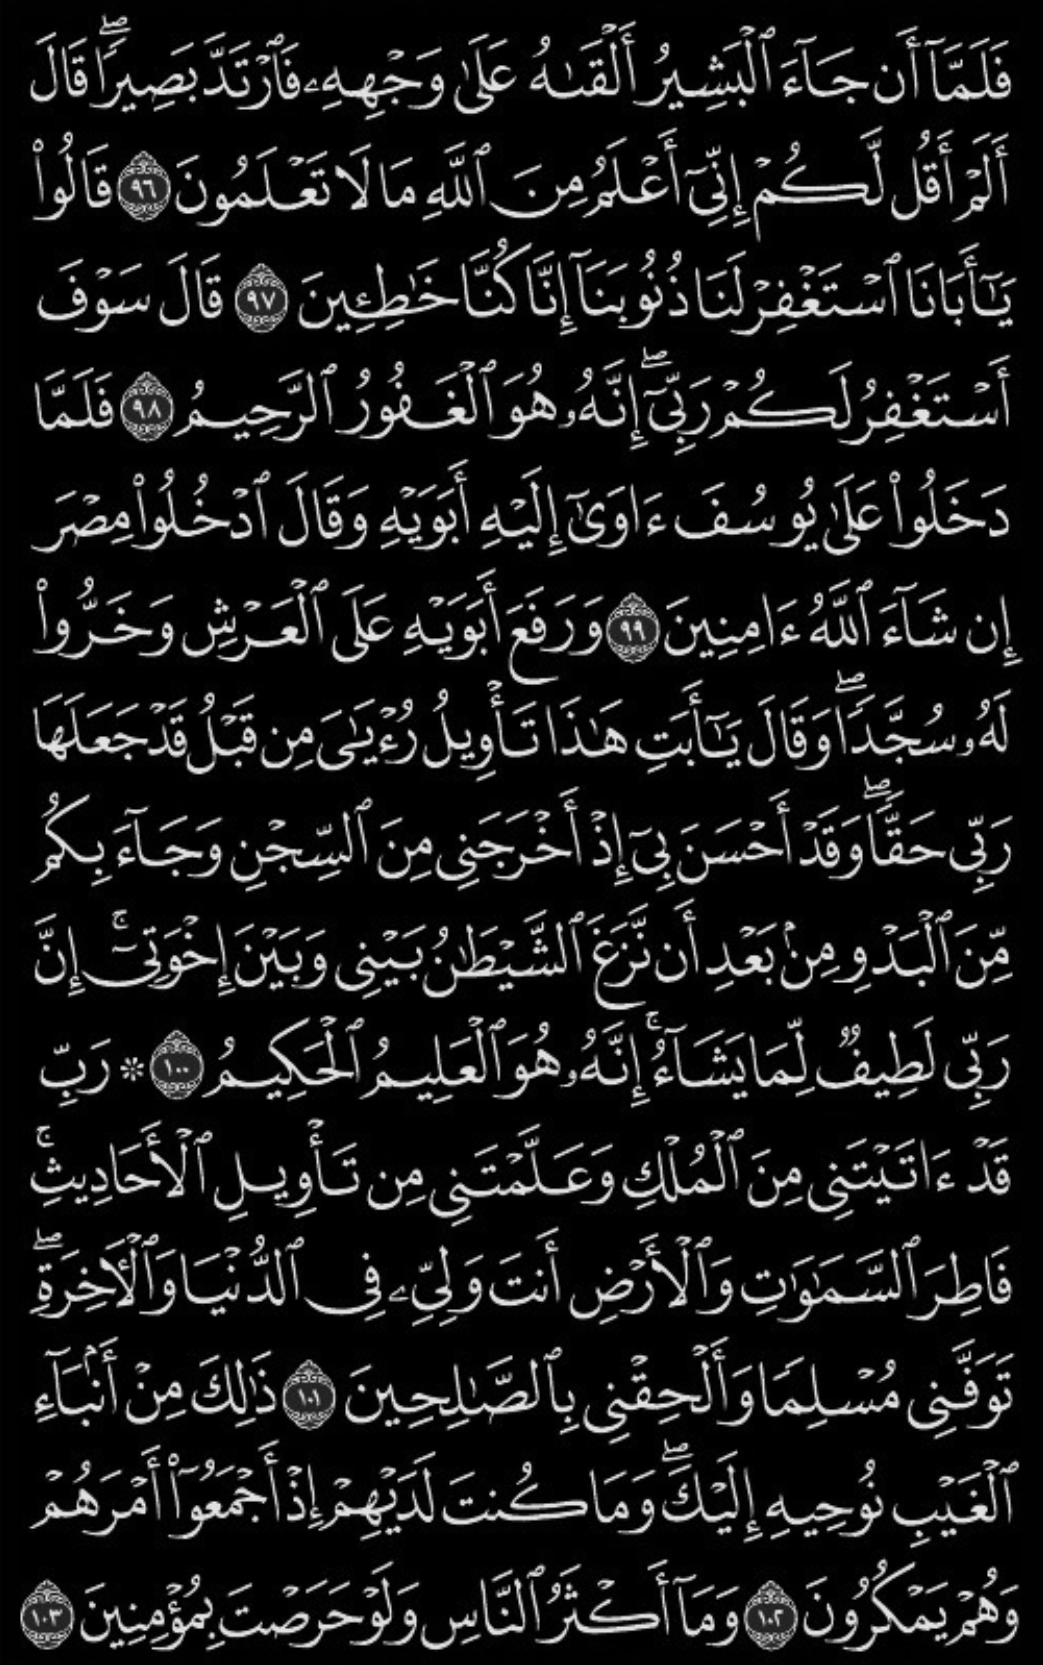 فَلَمَّآ أَن جَآءَ ٱلْبَشِيرُ أَلْقَىٰهُ عَلَىٰ وَجْهِهِۦ فَٱرْتَدَّ بَصِيرًاۖ قَالَ
أَلَمْ أَقُل لَّكُمْ إِنِّىٓ أَعْلَمُ مِنَ ٱللَّهِ مَا لَا تَعْلَمُونَ ٩٦ قَالُوا۟
يَـٰٓأَبَانَا ٱسْتَغْفِرْ لَنَا ذُنُوبَنَآ إِنَّا كُنَّا خَـٰطِـِٔينَ ٩٧ قَالَ سَوْفَ
أَسْتَغْفِرُ لَكُمْ رَبِّىٓۖ إِنَّهُۥ هُوَ ٱلْغَفُورُ ٱلرَّحِيمُ ٩٨ فَلَمَّا
دَخَلُوا۟ عَلَىٰ يُوسُفَ ءَاوَىٰٓ إِلَيْهِ أَبَوَيْهِ وَقَالَ ٱدْخُلُوا۟ مِصْرَ
إِن شَآءَ ٱللَّهُ ءَامِنِينَ ٩٩ وَرَفَعَ أَبَوَيْهِ عَلَى ٱلْعَرْشِ وَخَرُّوا۟
لَهُۥ سُجَّدًاۖ وَقَالَ يَـٰٓأَبَتِ هَـٰذَا تَأْوِيلُ رُءْيَـٰىَ مِن قَبْلُ قَدْ جَعَلَهَا
رَبِّى حَقًّاۖ وَقَدْ أَحْسَنَ بِىٓ إِذْ أَخْرَجَنِى مِنَ ٱلسِّجْنِ وَجَآءَ بِكُم
مِّنَ ٱلْبَدْوِ مِنۢ بَعْدِ أَن نَّزَغَ ٱلشَّيْطَـٰنُ بَيْنِى وَبَيْنَ إِخْوَتِىٓۚ إِنَّ
رَبِّى لَطِيفٌ لِّمَا يَشَآءُۚ إِنَّهُۥ هُوَ ٱلْعَلِيمُ ٱلْحَكِيمُ ١٠٠ * رَبِّ
قَدْ ءَاتَيْتَنِى مِنَ ٱلْمُلْكِ وَعَلَّمْتَنِى مِن تَأْوِيلِ ٱلْأَحَادِيثِۚ
فَاطِرَ ٱلسَّمَـٰوَٰتِ وَٱلْأَرْضِ أَنتَ وَلِىِّۦ فِى ٱلدُّنْيَا وَٱلْـَٔاخِرَةِۖ
تَوَفَّنِى مُسْلِمًا وَأَلْحِقْنِى بِٱلصَّـٰلِحِينَ ١٠١ ذَٰلِكَ مِنْ أَنۢبَآءِ
ٱلْغَيْبِ نُوحِيهِ إِلَيْكَۖ وَمَا كُنتَ لَدَيْهِمْ إِذْ أَجْمَعُوٓا۟ أَمْرَهُمْ
وَهُمْ يَمْكُرُونَ ١٠٢ وَمَآ أَكْثَرُ ٱلنَّاسِ وَلَوْ حَرَصْتَ بِمُؤْمِنِينَ ١٠٣